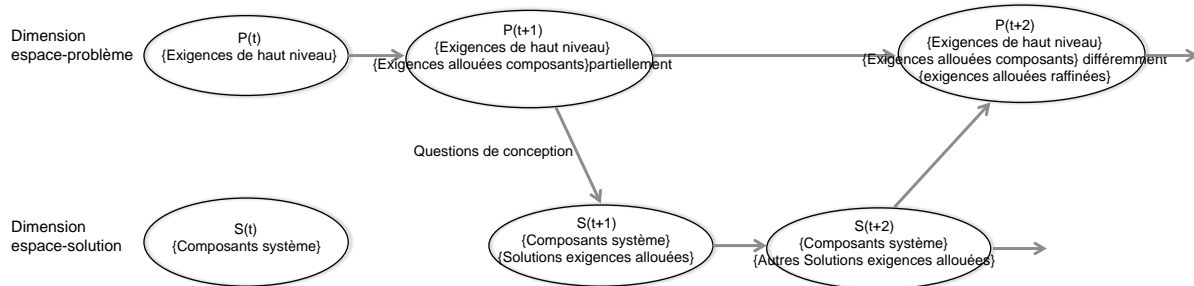 Dimension
espace-problème
P(t)
{Exigences de haut niveau}
P(t+1)
{Exigences de haut niveau}
{Exigences allouées composants}partiellement
P(t+2)
{Exigences de haut niveau}
{Exigences allouées composants} différemment
{exigences allouées raffinées}
Questions de conception
Dimension
espace-solution
S(t)
{Composants système}
S(t+1)
{Composants système}
{Solutions exigences allouées}
S(t+2)
{Composants système}
{Autres Solutions exigences allouées}